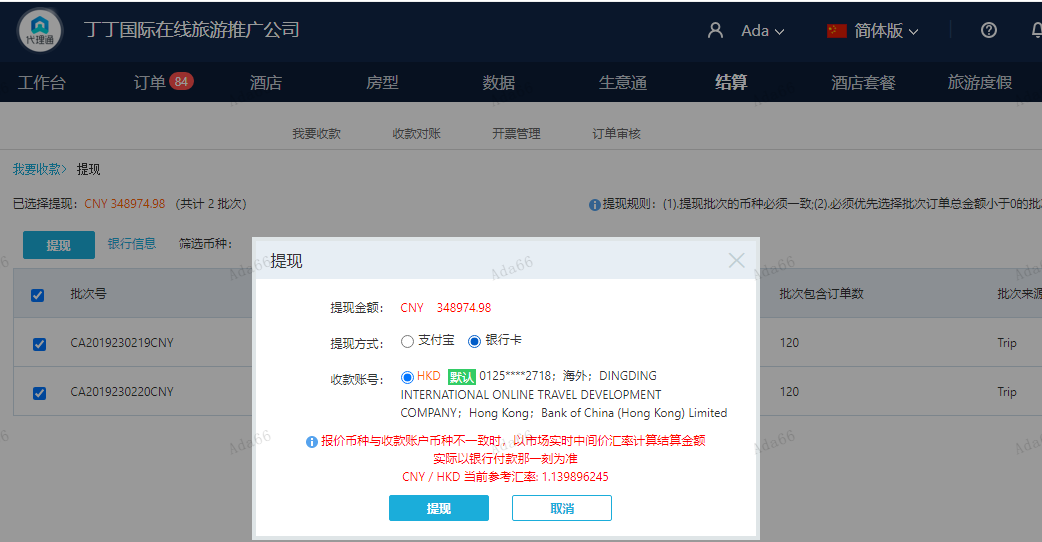 代理通
丁丁国际在线旅游推广公司
Ada
简体版
工作台
订单 84
酒店
房型
数据
生意通
结算
酒店套餐
旅游度假
我要收款
收款对账
开票管理
订单审核
我要收款> 提现
已选择提现: CNY 348974.98 (共计 2 批次)
提现规则: (1).提现批次的币种必须一致;(2).必须优先选择批次订单总金额小于0的批
提现
银行信息
筛选币种:
批次号
批次包含订单数
批次来源
CA2019230219CNY
120
Trip
CA2019230220CNY
120
Trip
提现
提现金额: CNY 348974.98
提现方式: 支付宝 银行卡
收款账号: HKD 默认 0125****2718; 海外; DINGDING
INTERNATIONAL ONLINE TRAVEL DEVELOPMENT
COMPANY; Hong Kong; Bank of China (Hong Kong) Limited
报价币种与收款账户币种不一致时, 以市场实时中间价汇率计算结算金额
实际以银行付款那一刻为准
CNY / HKD 当前参考汇率: 1.139896245
提现
取消
Ada66
Ada66
Ada66
Ada66
Ada66